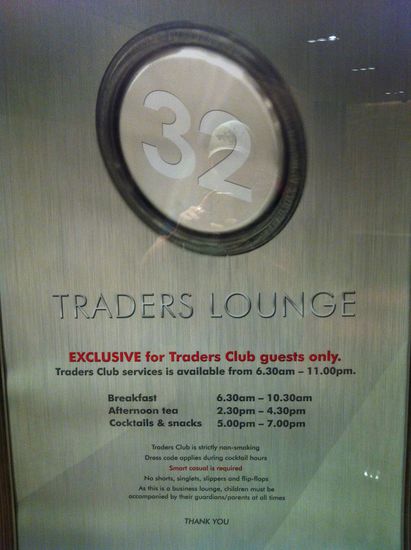 32
TRADERS LOUNGE
EXCLUSIVE for Traders Club guests only.
Traders Club services is available from 6.30am – 11.00pm.
Breakfast 6.30am – 10.30am
Afternoon tea 2.30pm – 4.30pm
Cocktails & snacks 5.00pm – 7.00pm
Traders Club is strictly non-smoking
Dress code applies during cocktail hours
Smart casual is required
No shorts, singlets, slippers and flip-flops
As this is a business lounge, children must be
accompanied by their guardians/parents at all times
THANK YOU